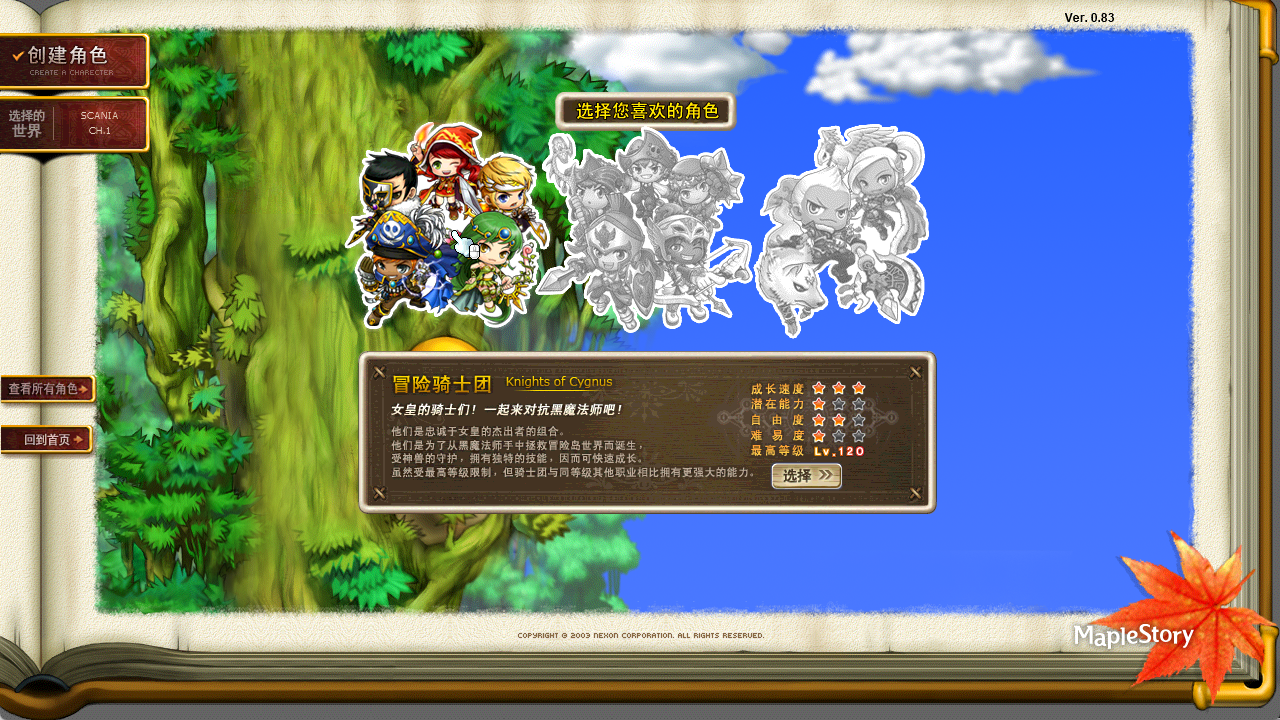 Ver. 0.83
创建角色
CREATE A CHARECTER
选择的
世界
SCANIA
CH.1
选择您喜欢的角色
查看所有角色
回到首页
冒险骑士团 Knights of Cygnus
女皇的骑士们！一起来对抗黑魔法师吧！
他们是忠诚于女皇的杰出者的组合。
他们是为了从黑魔法师手中拯救冒险岛世界而诞生，
受神兽的守护，拥有独特的技能，因而可快速成长。
虽然受最高等级限制，但骑士团与同等级其他职业相比拥有更强大的能力。
成长速度
潜在能力
自由度
难易度
最高等级 Lv.120
选择
COPYRIGHT @ 2003 NEXON CORPORATION. ALL RIGHTS RESERVED.
MapleStory